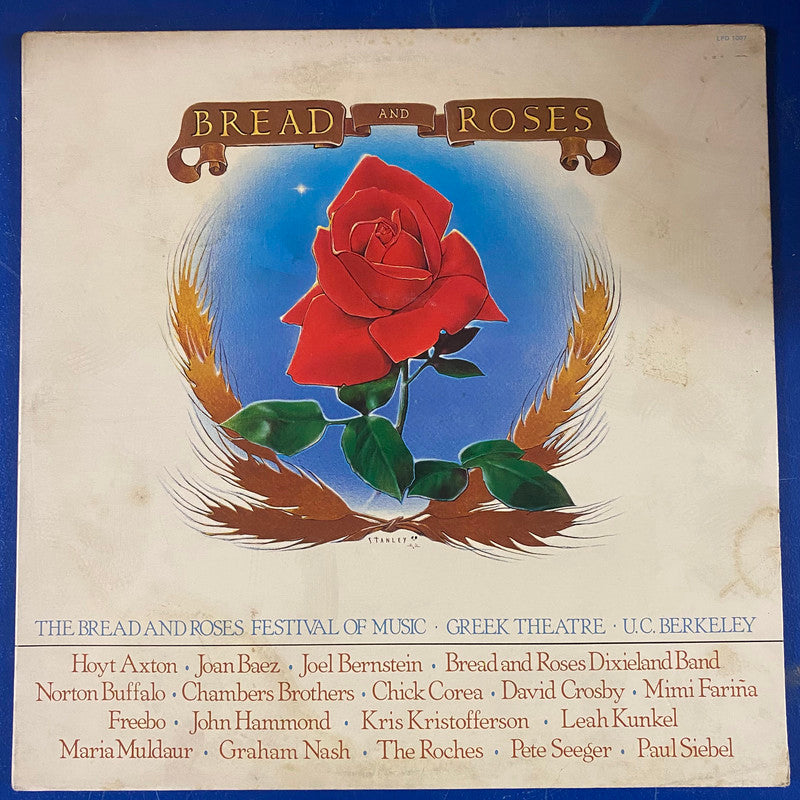 LFD 1007
BREAD AND ROSES
STANLEY
THE BREAD AND ROSES FESTIVAL OF MUSIC · GREEK THEATRE · U.C. BERKELEY
Hoyt Axton · Joan Baez · Joel Bernstein · Bread and Roses Dixieland Band
Norton Buffalo · Chambers Brothers · Chick Corea · David Crosby · Mimi Fariña
Freebo · John Hammond · Kris Kristofferson · Leah Kunkel
Maria Muldaur · Graham Nash · The Roches · Pete Seeger · Paul Siebel